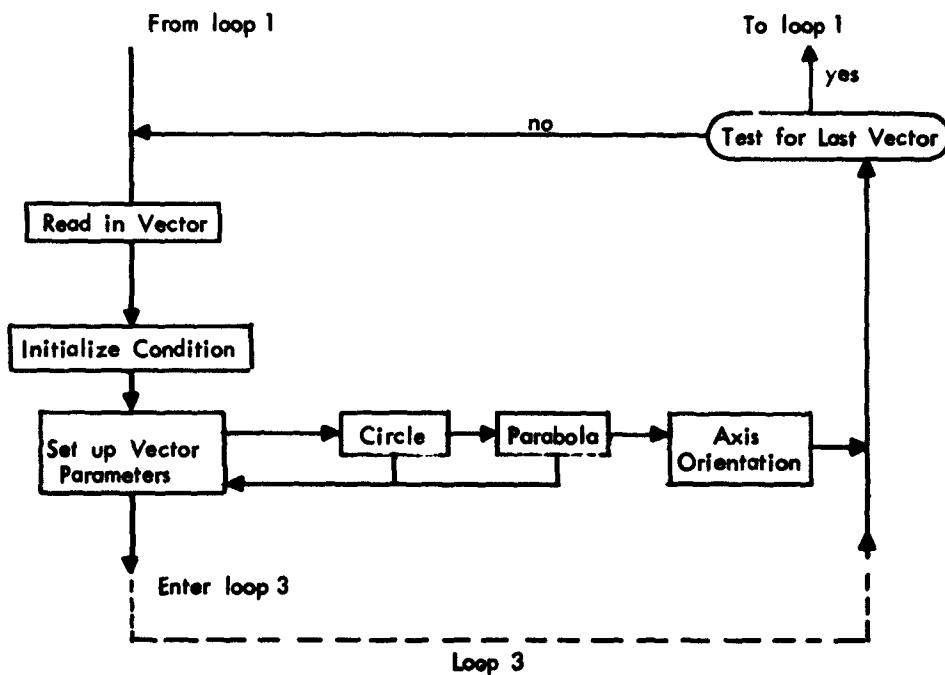 From loop 1
To loop 1
yes
no
Test for Last Vector
Read in Vector
Initialize Condition
Set up Vector
Parameters
Circle
Parabola
Axis
Orientation
Enter loop 3
Loop 3